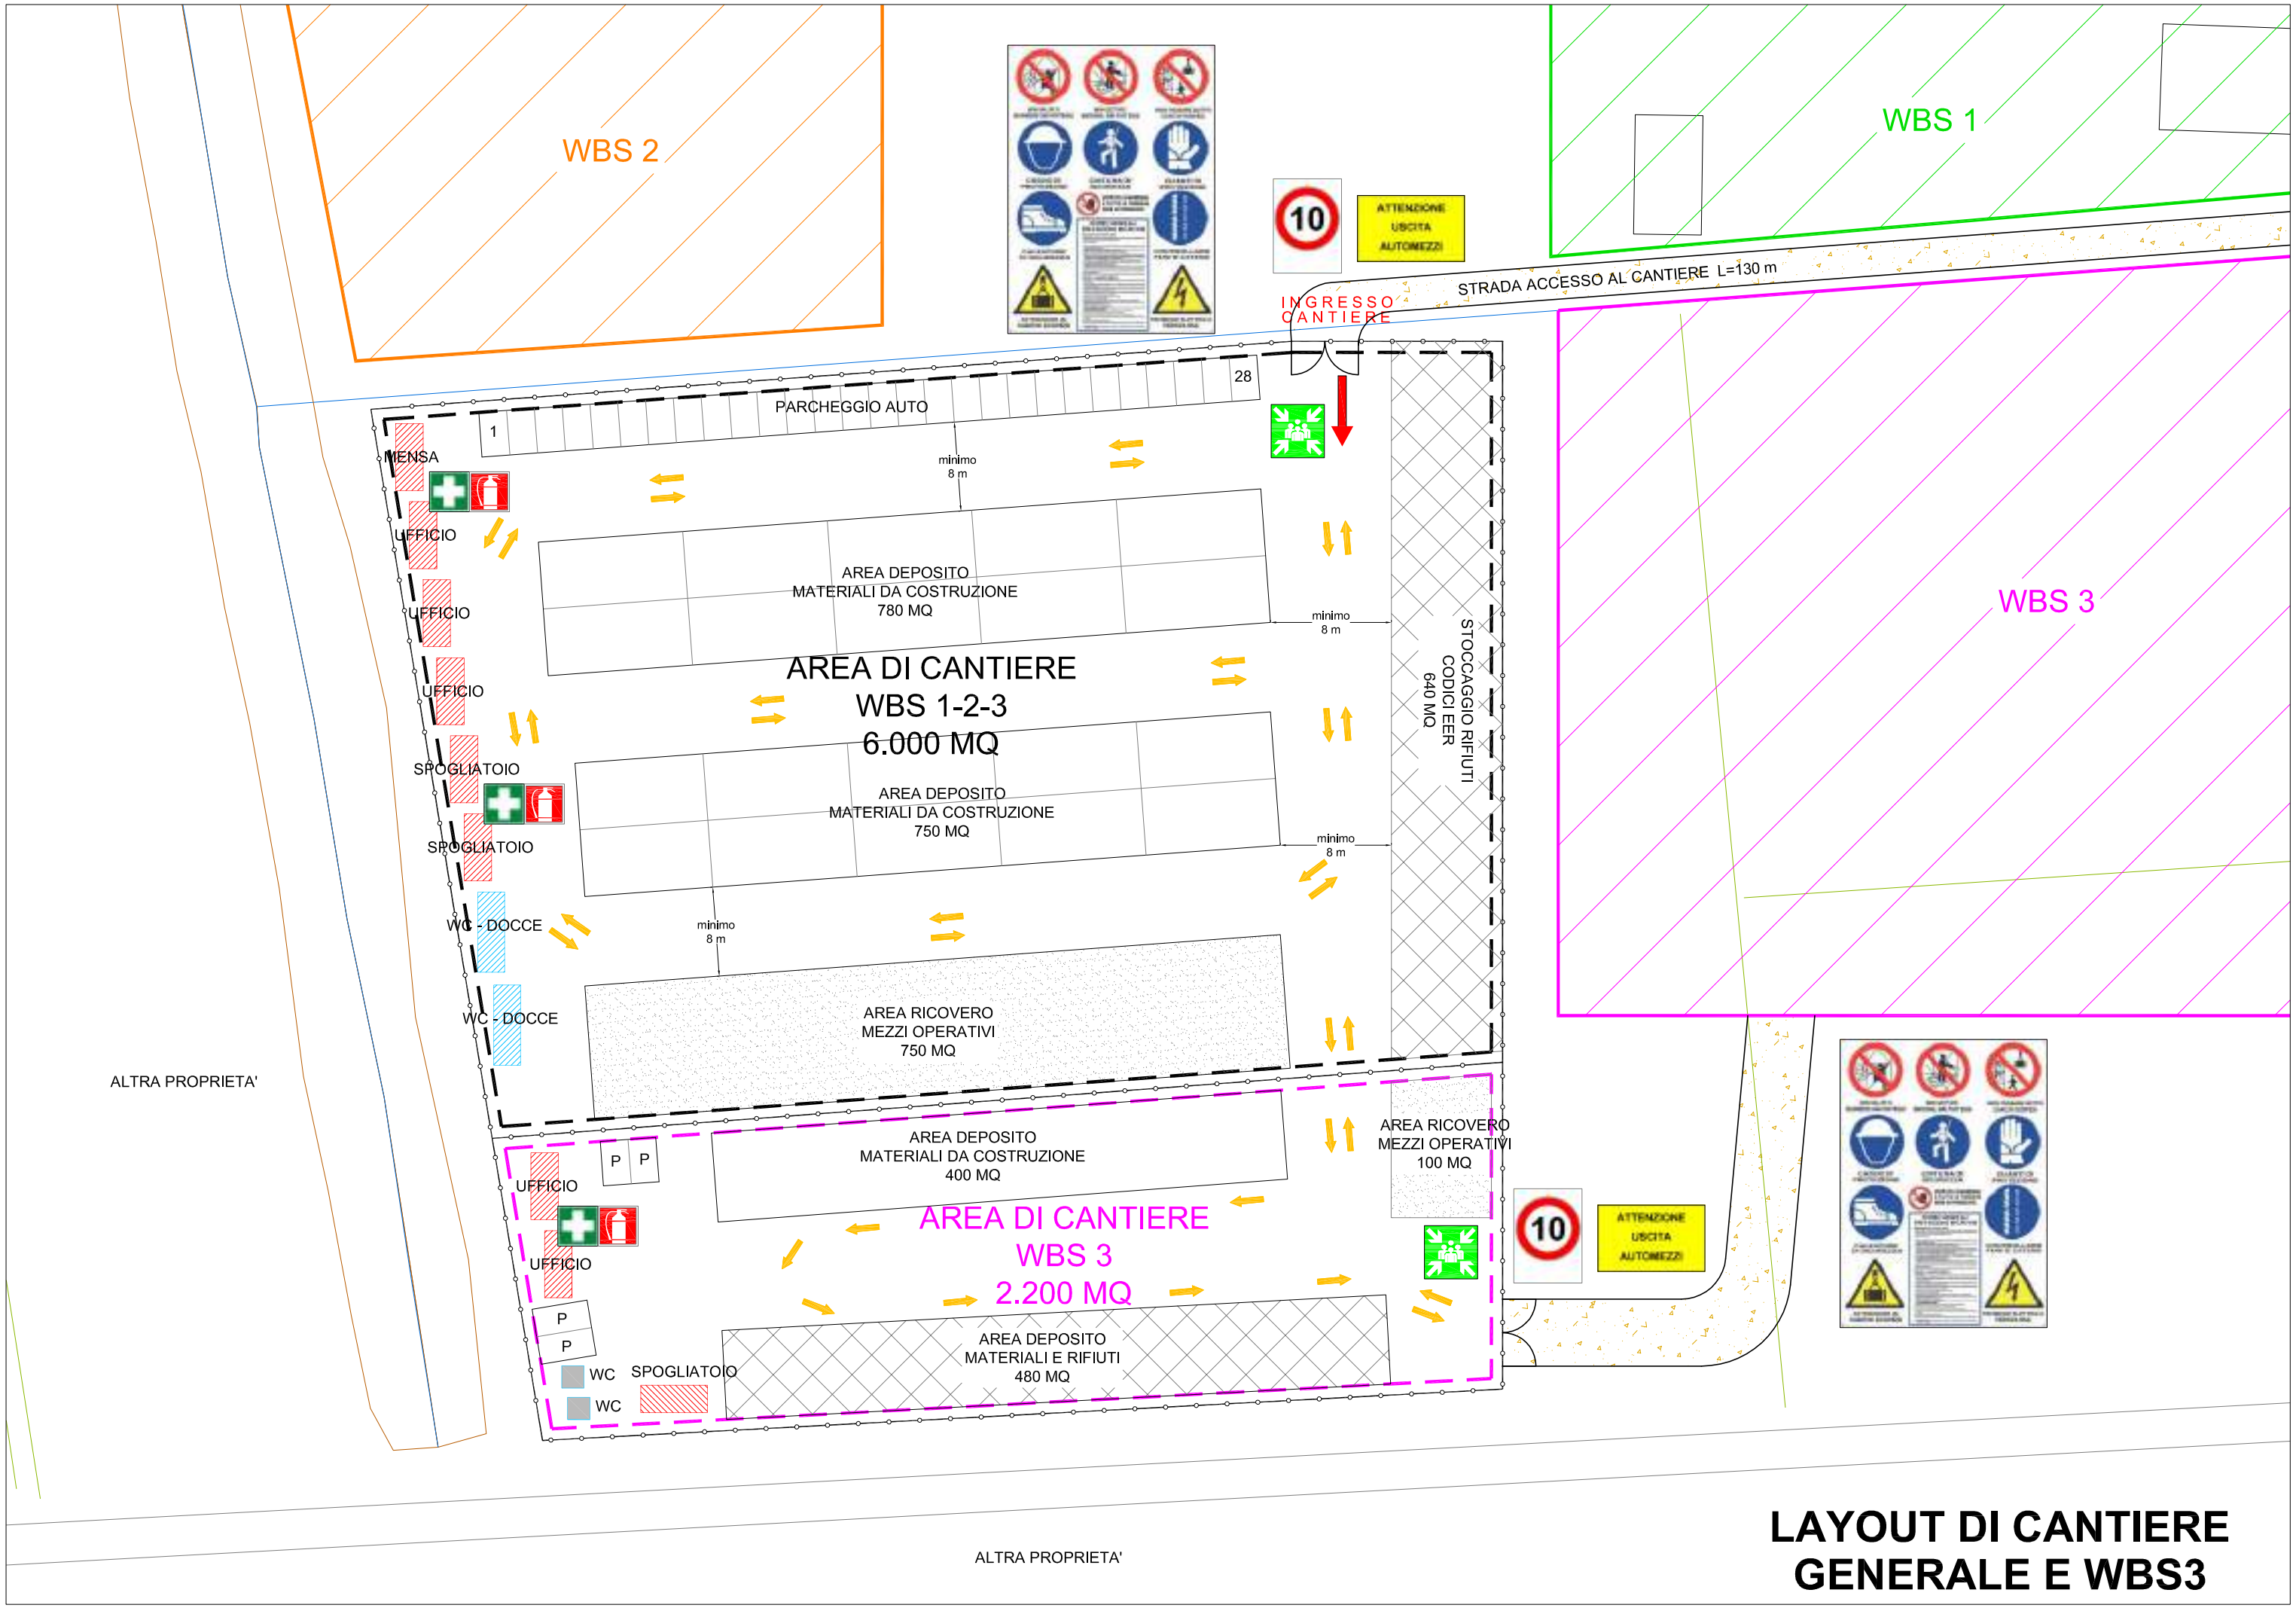 WBS 2
WBS 1
10
ATTENZIONE
USCITA
AUTOMEZZI
STRADA ACCESSO AL CANTIERE L=130 m
INGRESSO
CANTIERE
28
PARCHEGGIO AUTO
1
MENSA
minimo
8 m
UFFICIO
AREA DEPOSITO
MATERIALI DA COSTRUZIONE
780 MQ
UFFICIO
minimo
8 m
WBS 3
STOCCAGGIO RIFIUTI
CODICI EER
640 MQ
AREA DI CANTIERE
WBS 1-2-3
6.000 MQ
UFFICIO
SPOGLIATOIO
AREA DEPOSITO
MATERIALI DA COSTRUZIONE
750 MQ
SPOGLIATOIO
minimo
8 m
WC - DOCCE
minimo
8 m
WC - DOCCE
AREA RICOVERO
MEZZI OPERATIVI
750 MQ
ALTRA PROPRIETA'
AREA DEPOSITO
MATERIALI DA COSTRUZIONE
400 MQ
AREA RICOVERO
MEZZI OPERATIVI
100 MQ
P P
UFFICIO
AREA DI CANTIERE
WBS 3
2.200 MQ
10
ATTENZIONE
USCITA
AUTOMEZZI
UFFICIO
P
P
AREA DEPOSITO
MATERIALI E RIFIUTI
480 MQ
WC
SPOGLIATOIO
WC
LAYOUT DI CANTIERE
GENERALE E WBS3
ALTRA PROPRIETA'